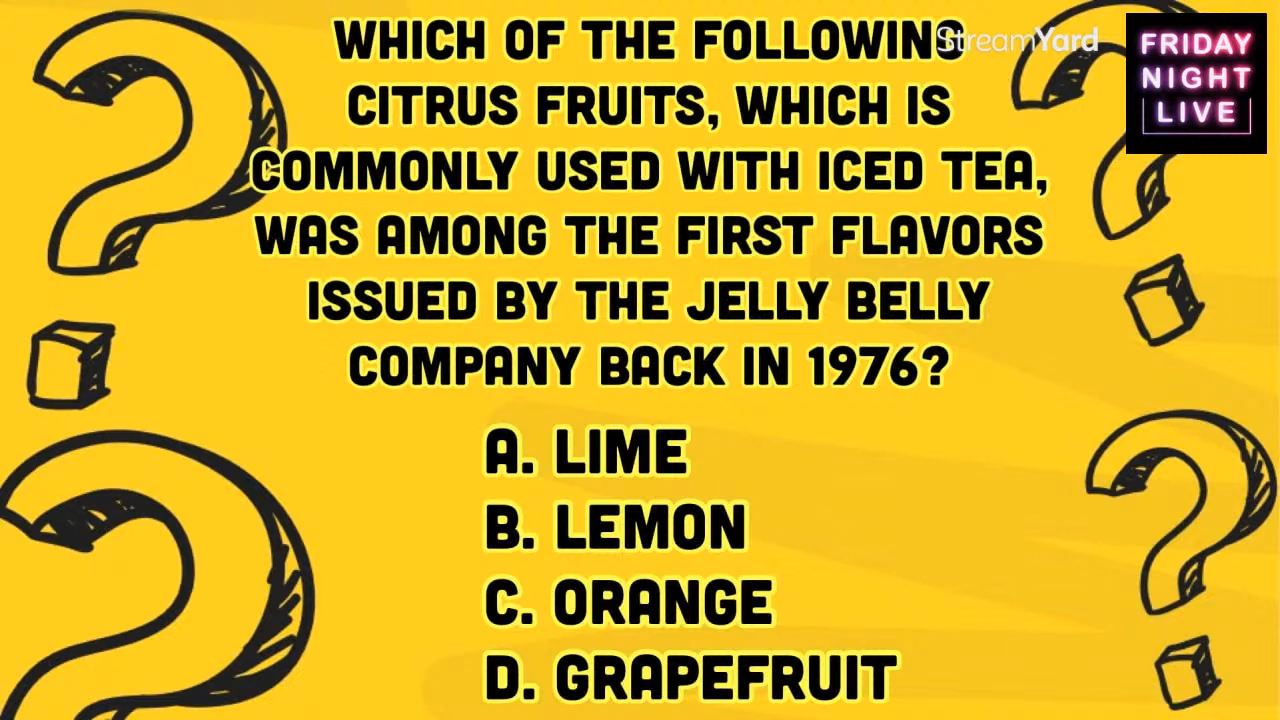 WHICH OF THE FOLLOWING
CITRUS FRUITS, WHICH IS
COMMONLY USED WITH ICED TEA,
WAS AMONG THE FIRST FLAVORS
ISSUED BY THE JELLY BELLY
COMPANY BACK IN 1976?
A. LIME
B. LEMON
C. ORANGE
D. GRAPEFRUIT
StreamYard
FRIDAY
NIGHT
LIVE